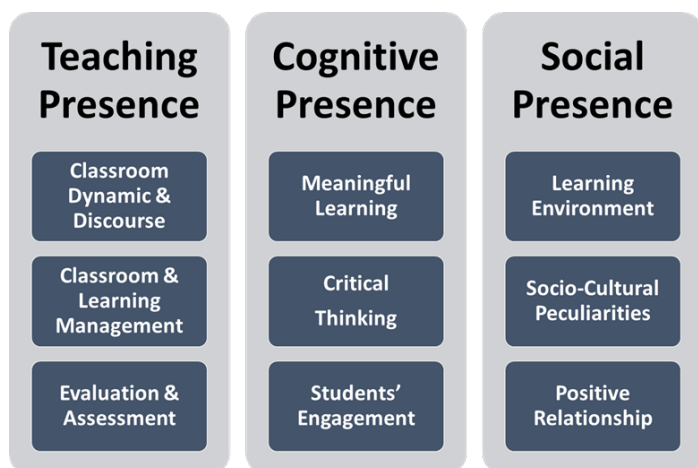 Teaching
Presence
Classroom
Dynamic &
Discourse
Classroom &
Learning
Management
Evaluation &
Assessment
Cognitive
Presence
Meaningful
Learning
Critical
Thinking
Students’
Engagement
Social
Presence
Learning
Environment
Socio-Cultural
Peculiarities
Positive
Relationship